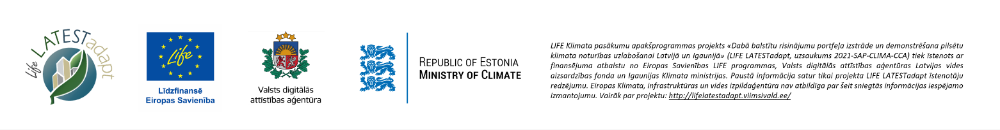 Life LATESTadapt
Life
Līdzfinansē
Eiropas Savienība
Valsts digitālās
attīstības aģentūra
REPUBLIC OF ESTONIA
MINISTRY OF CLIMATE
LIFE Klimata pasākumu apakšprogrammas projekts «Dabā balstītu risinājumu portfeļa izstrāde un demonstrēšana pilsētu
klimata noturības uzlabošanai Latvijā un Igaunijā» (LIFE LATESTadapt, uzsaukums 2021-SAP-CLIMA-CCA) tiek īstenots ar
finansējuma atbalstu no Eiropas Savienības LIFE programmas, Valsts digitālās attīstības aģentūras Latvijas vides
aizsardzības fonda un Igaunijas Klimata ministrijas. Paustā informācija satur tikai projekta LIFE LATESTadapt īstenotāju
redzējumu. Eiropas Klimata, infrastruktūras un vides izpildaģentūra nav atbildīga par šeit sniegtās informācijas iespējamo
izmantojumu. Vairāk par projektu: http://lifelatestadapt.viimsivald.ee/